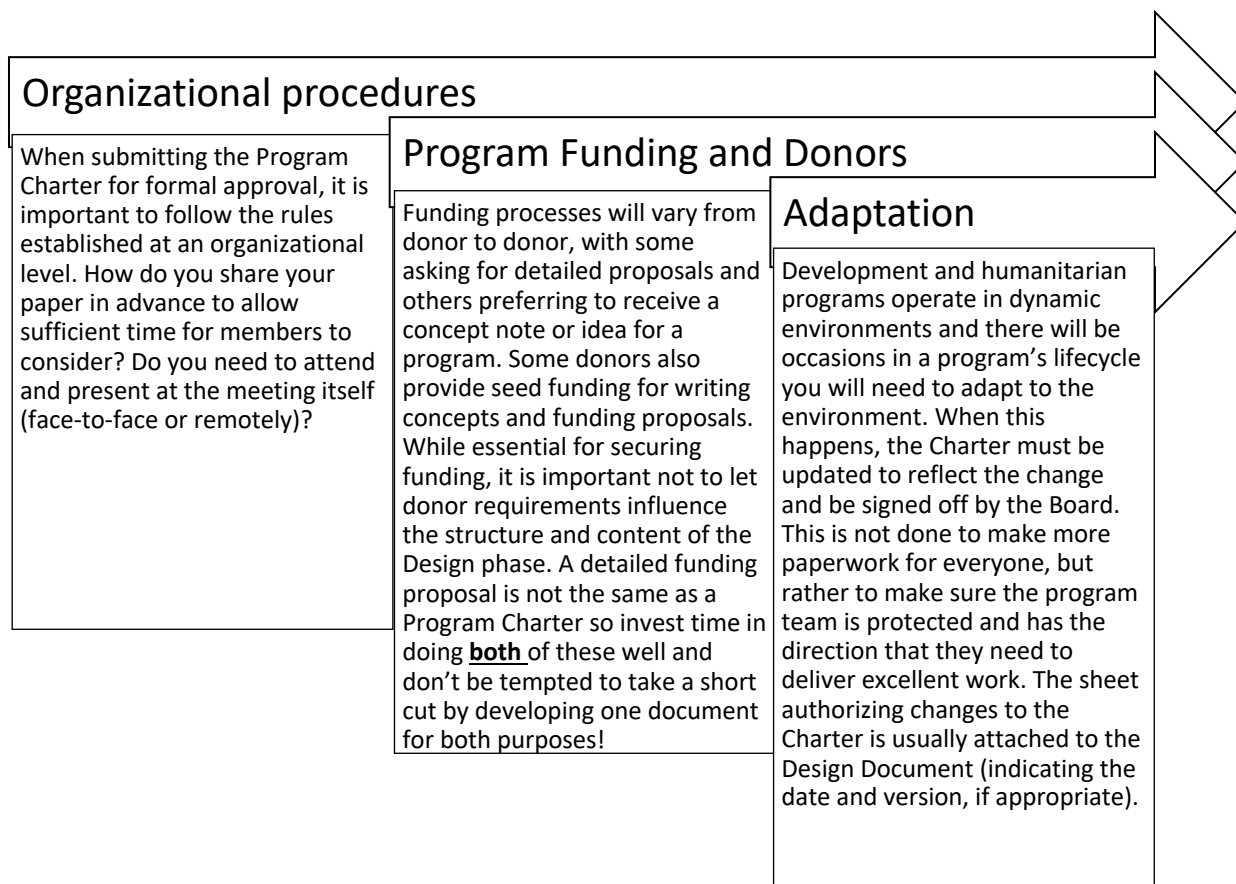 Organizational procedures
When submitting the Program
Charter for formal approval, it is
important to follow the rules
established at an organizational
level. How do you share your
paper in advance to allow
sufficient time for members to
consider? Do you need to attend
and present at the meeting itself
(face-to-face or remotely)?
Program Funding and Donors
Funding processes will vary from
donor to donor, with some
asking for detailed proposals and
others preferring to receive a
concept note or idea for a
program. Some donors also
provide seed funding for writing
concepts and funding proposals.
While essential for securing
funding, it is important not to let
donor requirements influence
the structure and content of the
Design phase. A detailed funding
proposal is not the same as a
Program Charter so invest time in
doing both of these well and
don’t be tempted to take a short
cut by developing one document
for both purposes!
Adaptation
Development and humanitarian
programs operate in dynamic
environments and there will be
occasions in a program’s lifecycle
you will need to adapt to the
environment. When this
happens, the Charter must be
updated to reflect the change
and be signed off by the Board.
This is not done to make more
paperwork for everyone, but
rather to make sure the program
team is protected and has the
direction that they need to
deliver excellent work. The sheet
authorizing changes to the
Charter is usually attached to the
Design Document (indicating the
date and version, if appropriate).